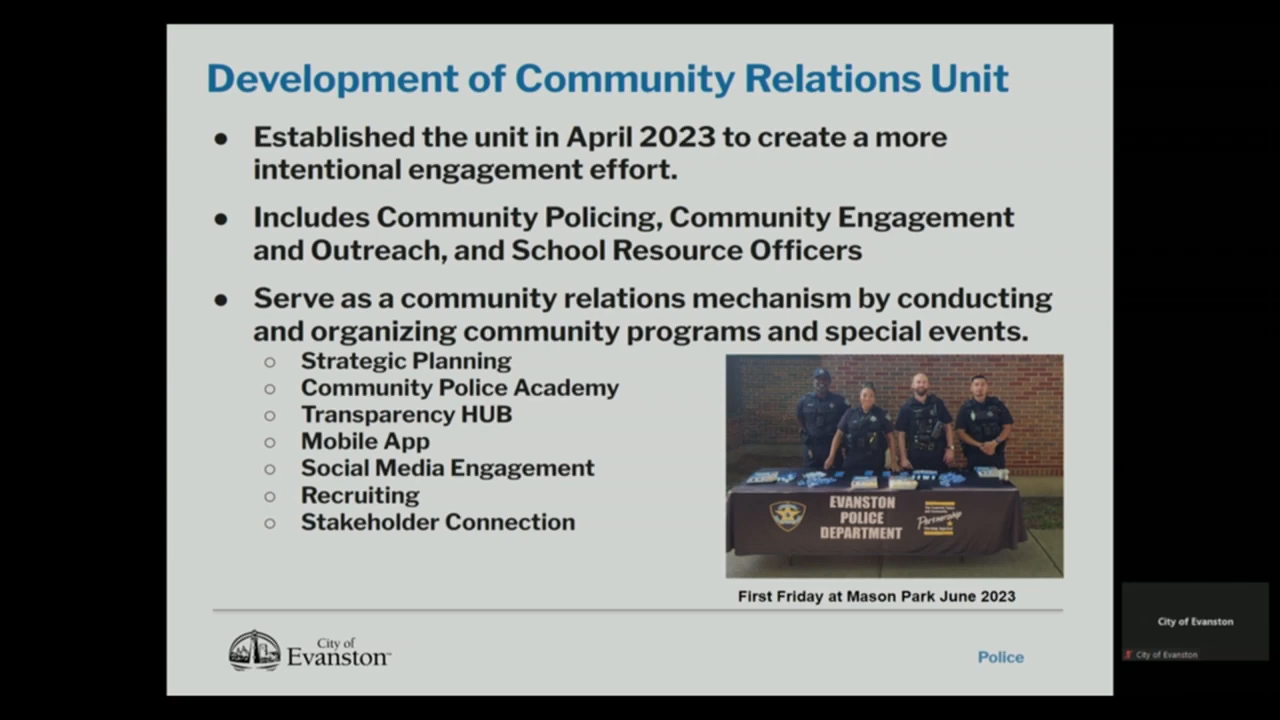 Development of Community Relations Unit
● Established the unit in April 2023 to create a more
intentional engagement effort.
● Includes Community Policing, Community Engagement
and Outreach, and School Resource Officers
● Serve as a community relations mechanism by conducting
and organizing community programs and special events.
○ Strategic Planning
○ Community Police Academy
○ Transparency HUB
○ Mobile App
○ Social Media Engagement
○ Recruiting
○ Stakeholder Connection
EVANSTON
POLICE
DEPARTMENT
Partnership
First Friday at Mason Park June 2023
City of
Evanston™
Police
City of Evanston
City of Evanston